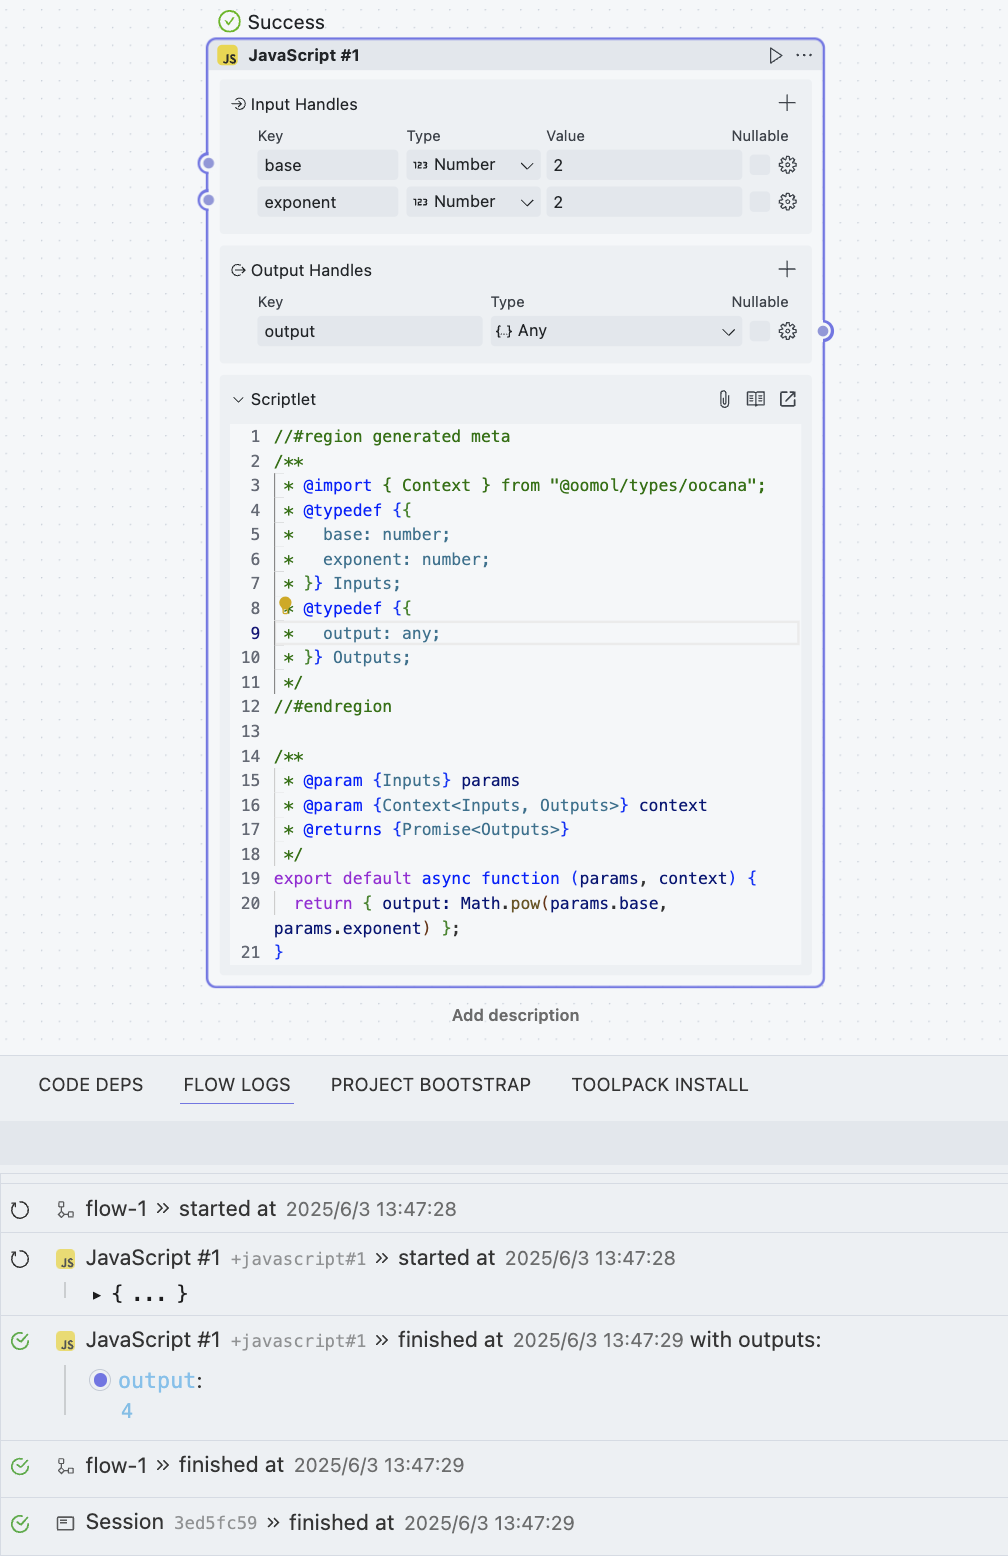 Success
JS JavaScript #1
Input Handles
Key Type Value Nullable
base 123 Number 2
exponent 123 Number 2
Output Handles
Key Type Nullable
output {..} Any
Scriptlet
1 //#region generated meta
2 /**
3 * @import { Context } from "@oomol/types/oocana";
4 * @typedef {{
5 *   base: number;
6 *   exponent: number;
7 * }} Inputs;
8 * @typedef {{
9 *   output: any;
10 * }} Outputs;
11 */
12 //#endregion
13
14 /**
15 * @param {Inputs} params
16 * @param {Context<Inputs, Outputs>} context
17 * @returns {Promise<Outputs>}
18 */
19 export default async function (params, context) {
20   return { output: Math.pow(params.base,
params.exponent) };
21 }
Add description
CODE DEPS FLOW LOGS PROJECT BOOTSTRAP TOOLPACK INSTALL
flow-1 » started at 2025/6/3 13:47:28
JS JavaScript #1 +javascript#1 » started at 2025/6/3 13:47:28
▸ { ... }
JS JavaScript #1 +javascript#1 » finished at 2025/6/3 13:47:29 with outputs:
output:
4
flow-1 » finished at 2025/6/3 13:47:29
Session 3ed5fc59 » finished at 2025/6/3 13:47:29